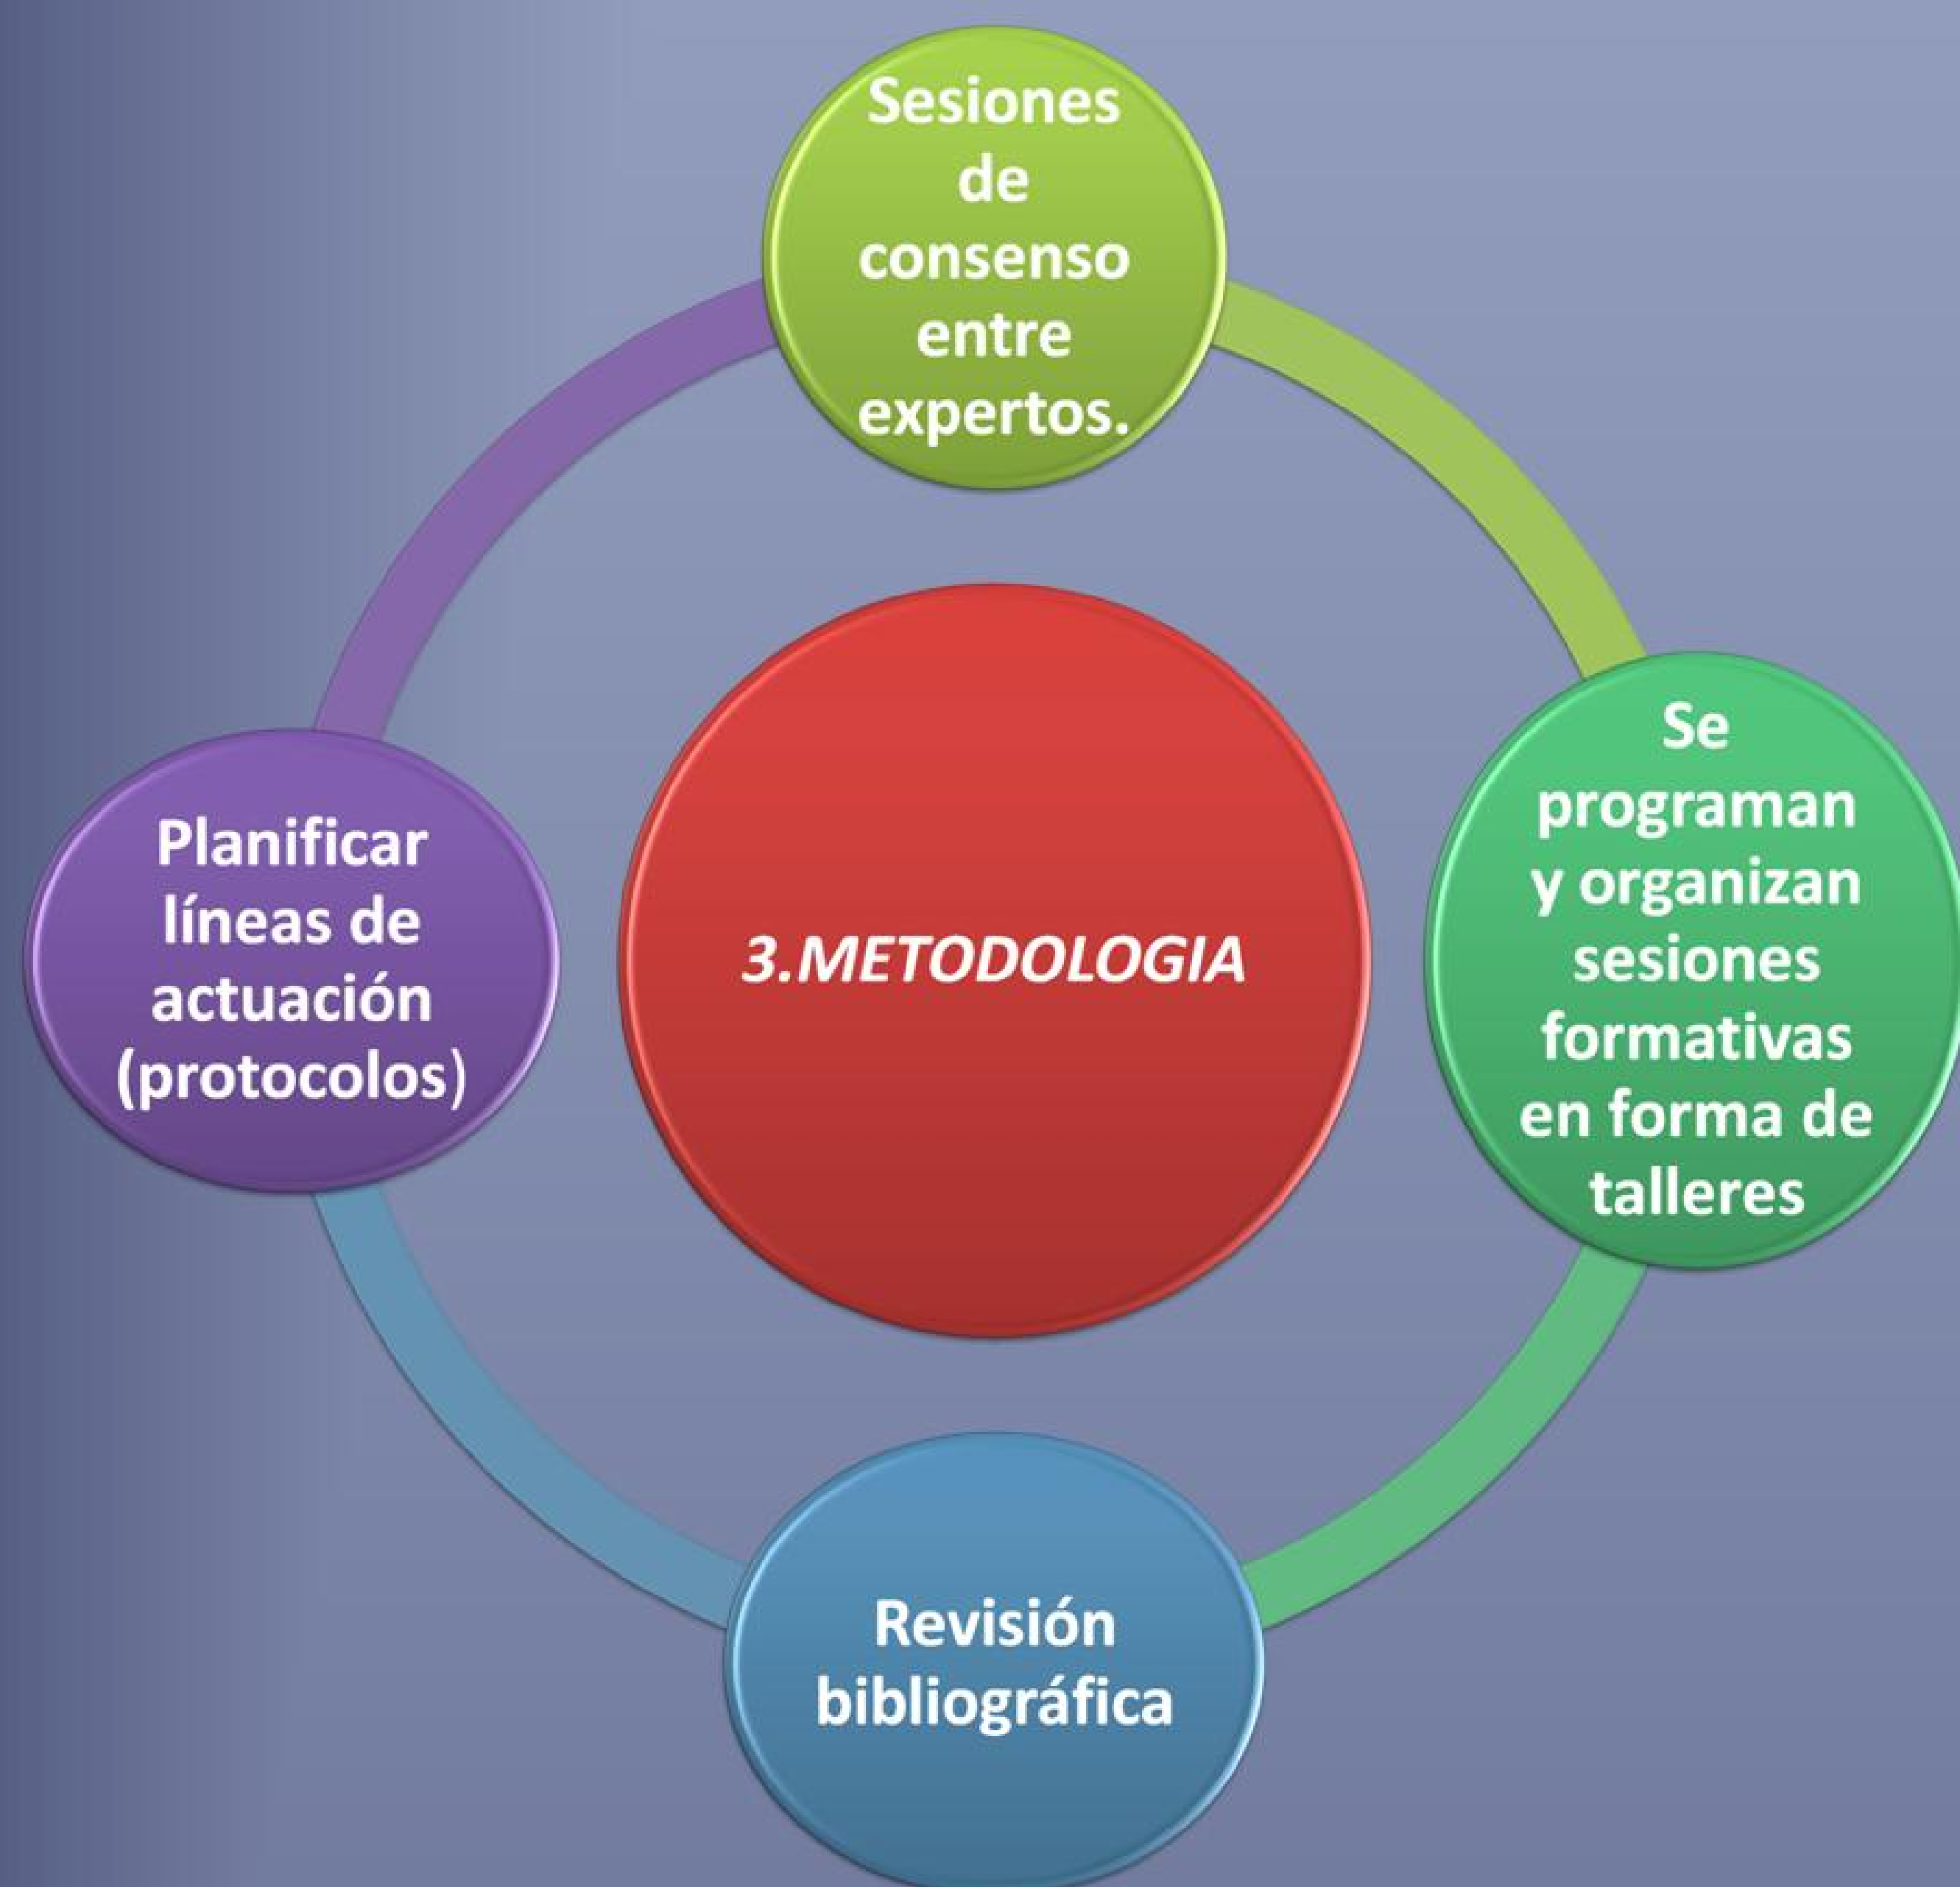 Sesiones
de
consenso
entre
expertos.
Se
programan
y organizan
sesiones
formativas
en forma de
talleres
Revisión
bibliográfica
Planificar
líneas de
actuación
(protocolos)
3.METODOLOGIA